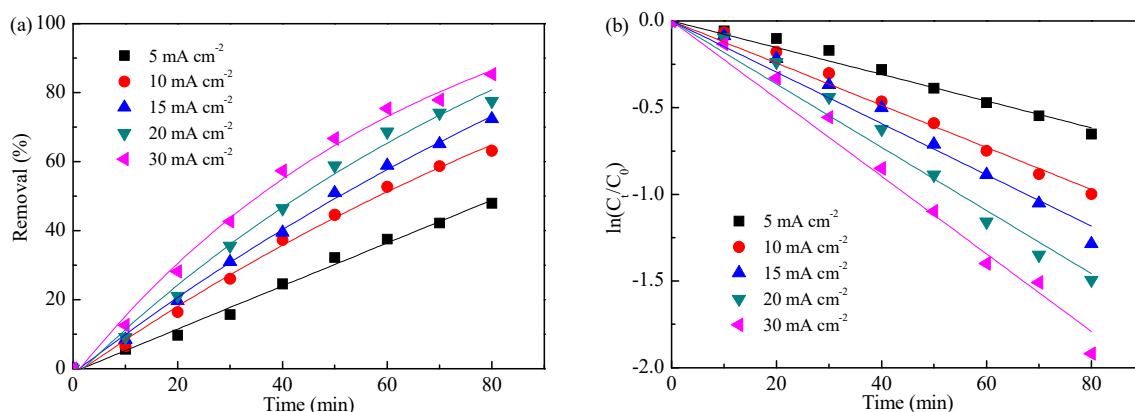 (a)
100
80
60
40
20
0
Removal (%)
5 mA cm⁻²
10 mA cm⁻²
15 mA cm⁻²
20 mA cm⁻²
30 mA cm⁻²
0 20 40 60 80
Time (min)
(b)
0.0
-0.5
-1.0
-1.5
-2.0
ln(Cₜ/C₀)
5 mA cm⁻²
10 mA cm⁻²
15 mA cm⁻²
20 mA cm⁻²
30 mA cm⁻²
0 20 40 60 80
Time (min)